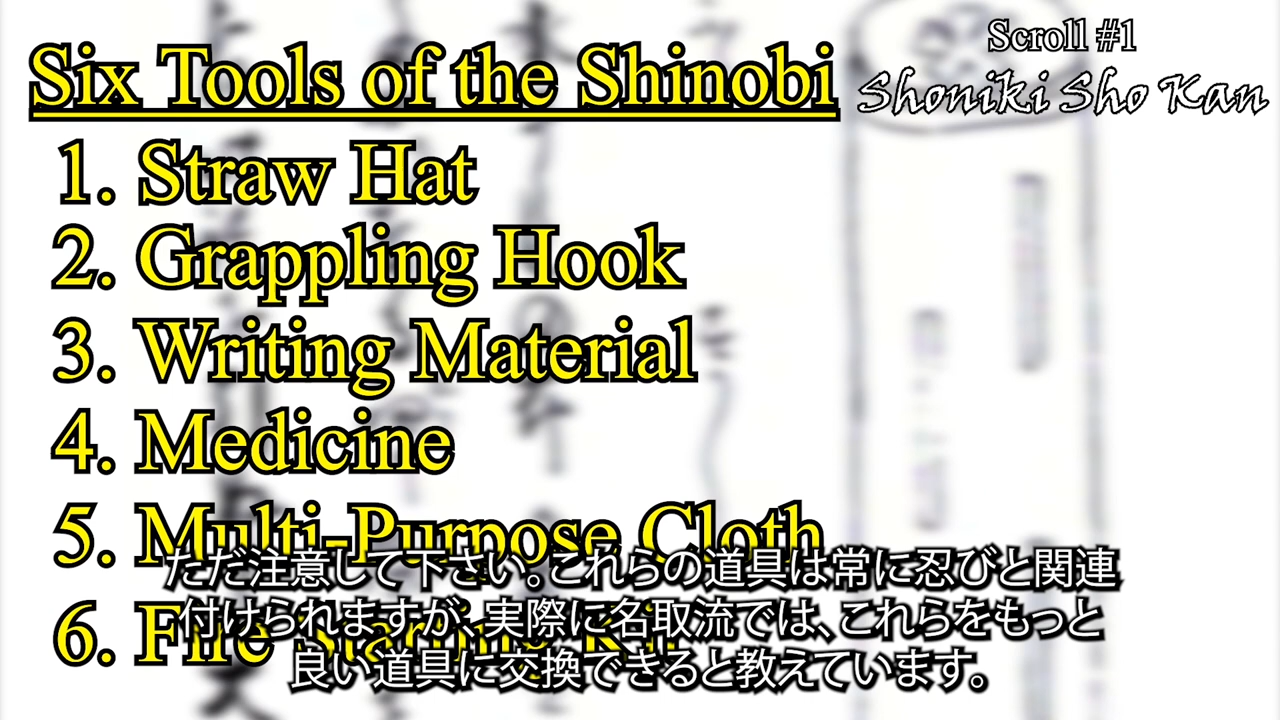 Six Tools of the Shinobi
Scroll #1
Shoniki Sho Kan
1. Straw Hat
2. Grappling Hook
3. Writing Material
4. Medicine
5. Multi-Purpose Cloth
6. Fire Starting Kit
ただ注意して下さい。これらの道具は常に忍びと関連
付けられますが、実際に名取流では、これらをもっと
良い道具に交換できると教えています。